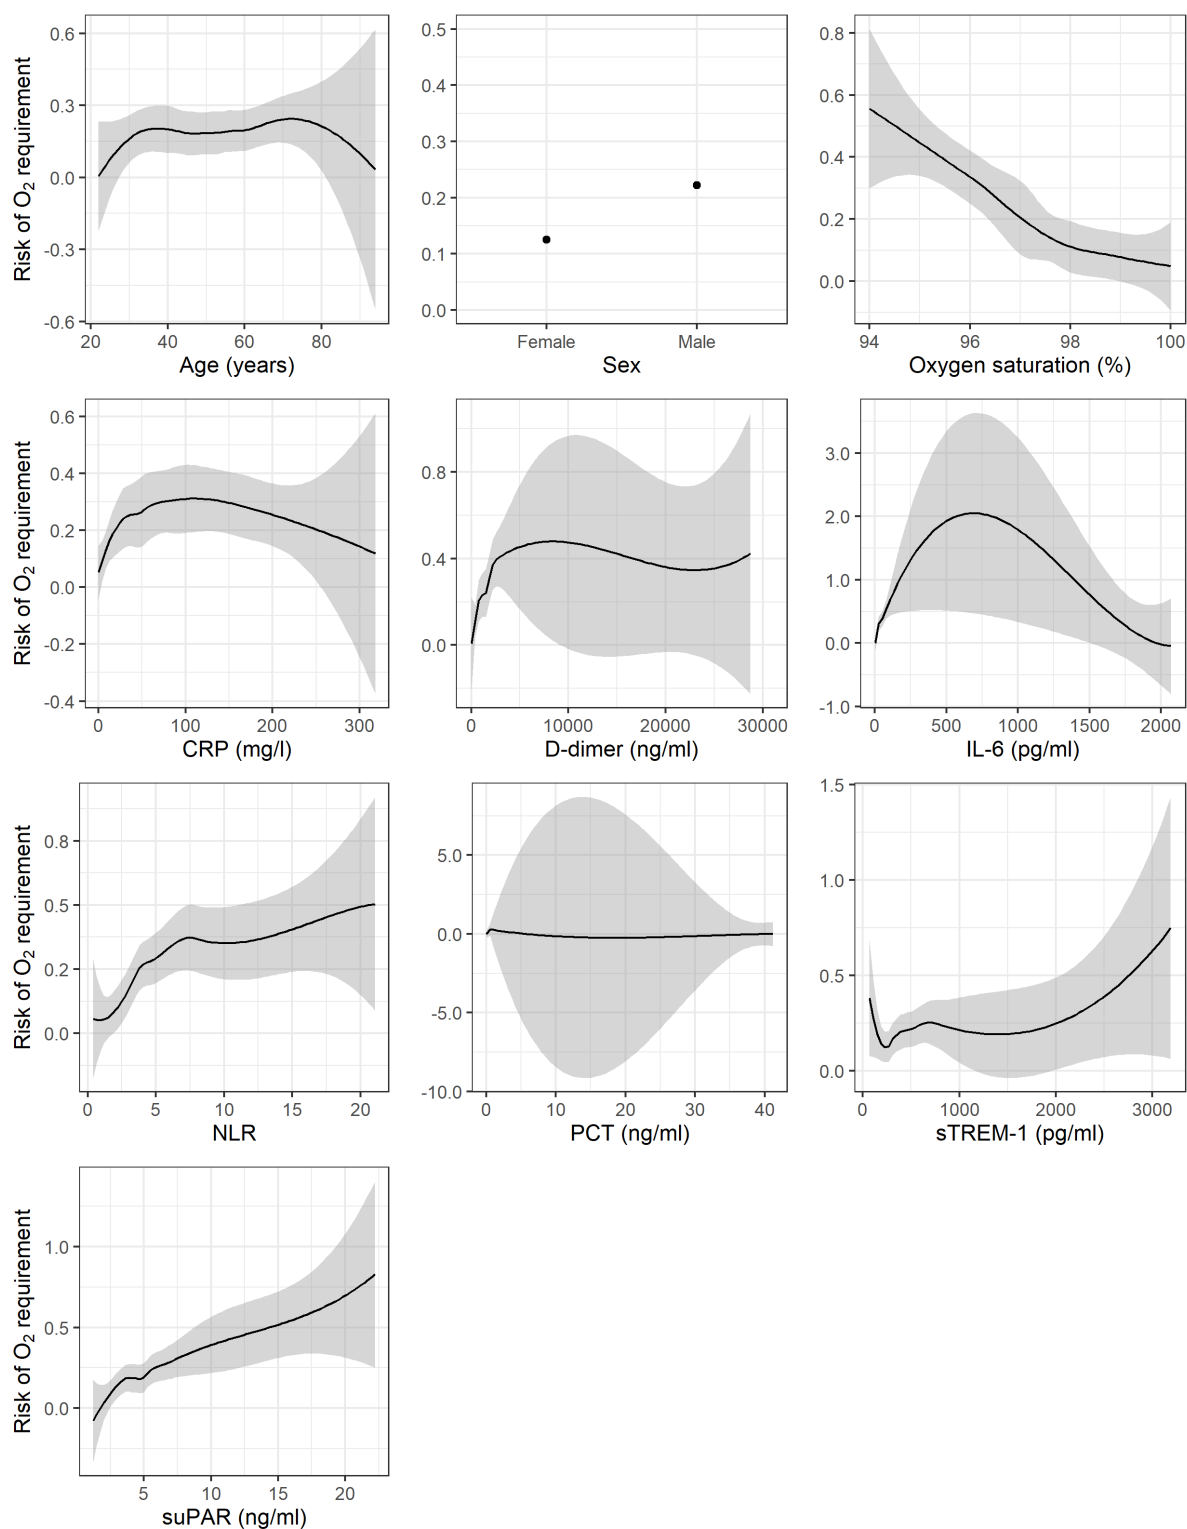 Risk of O2 requirement
0.6
0.3
0.0
-0.3
-0.6
20 40 60 80
Age (years)
0.5
0.4
0.3
0.2
0.1
0.0
Female Male
Sex
0.8
0.6
0.4
0.2
0.0
94 96 98 100
Oxygen saturation (%)
Risk of O2 requirement
0.6
0.4
0.2
0.0
-0.2
-0.4
0 100 200 300
CRP (mg/l)
0.8
0.4
0.0
0 10000 20000 30000
D-dimer (ng/ml)
3.0
2.0
1.0
0.0
-1.0
0 500 1000 1500 2000
IL-6 (pg/ml)
Risk of O2 requirement
0.8
0.5
0.2
0.0
0 5 10 15 20
NLR
5.0
0.0
-5.0
-10.0
0 10 20 30 40
PCT (ng/ml)
1.5
1.0
0.5
0.0
0 1000 2000 3000
sTREM-1 (pg/ml)
Risk of O2 requirement
1.0
0.5
0.0
5 10 15 20
suPAR (ng/ml)